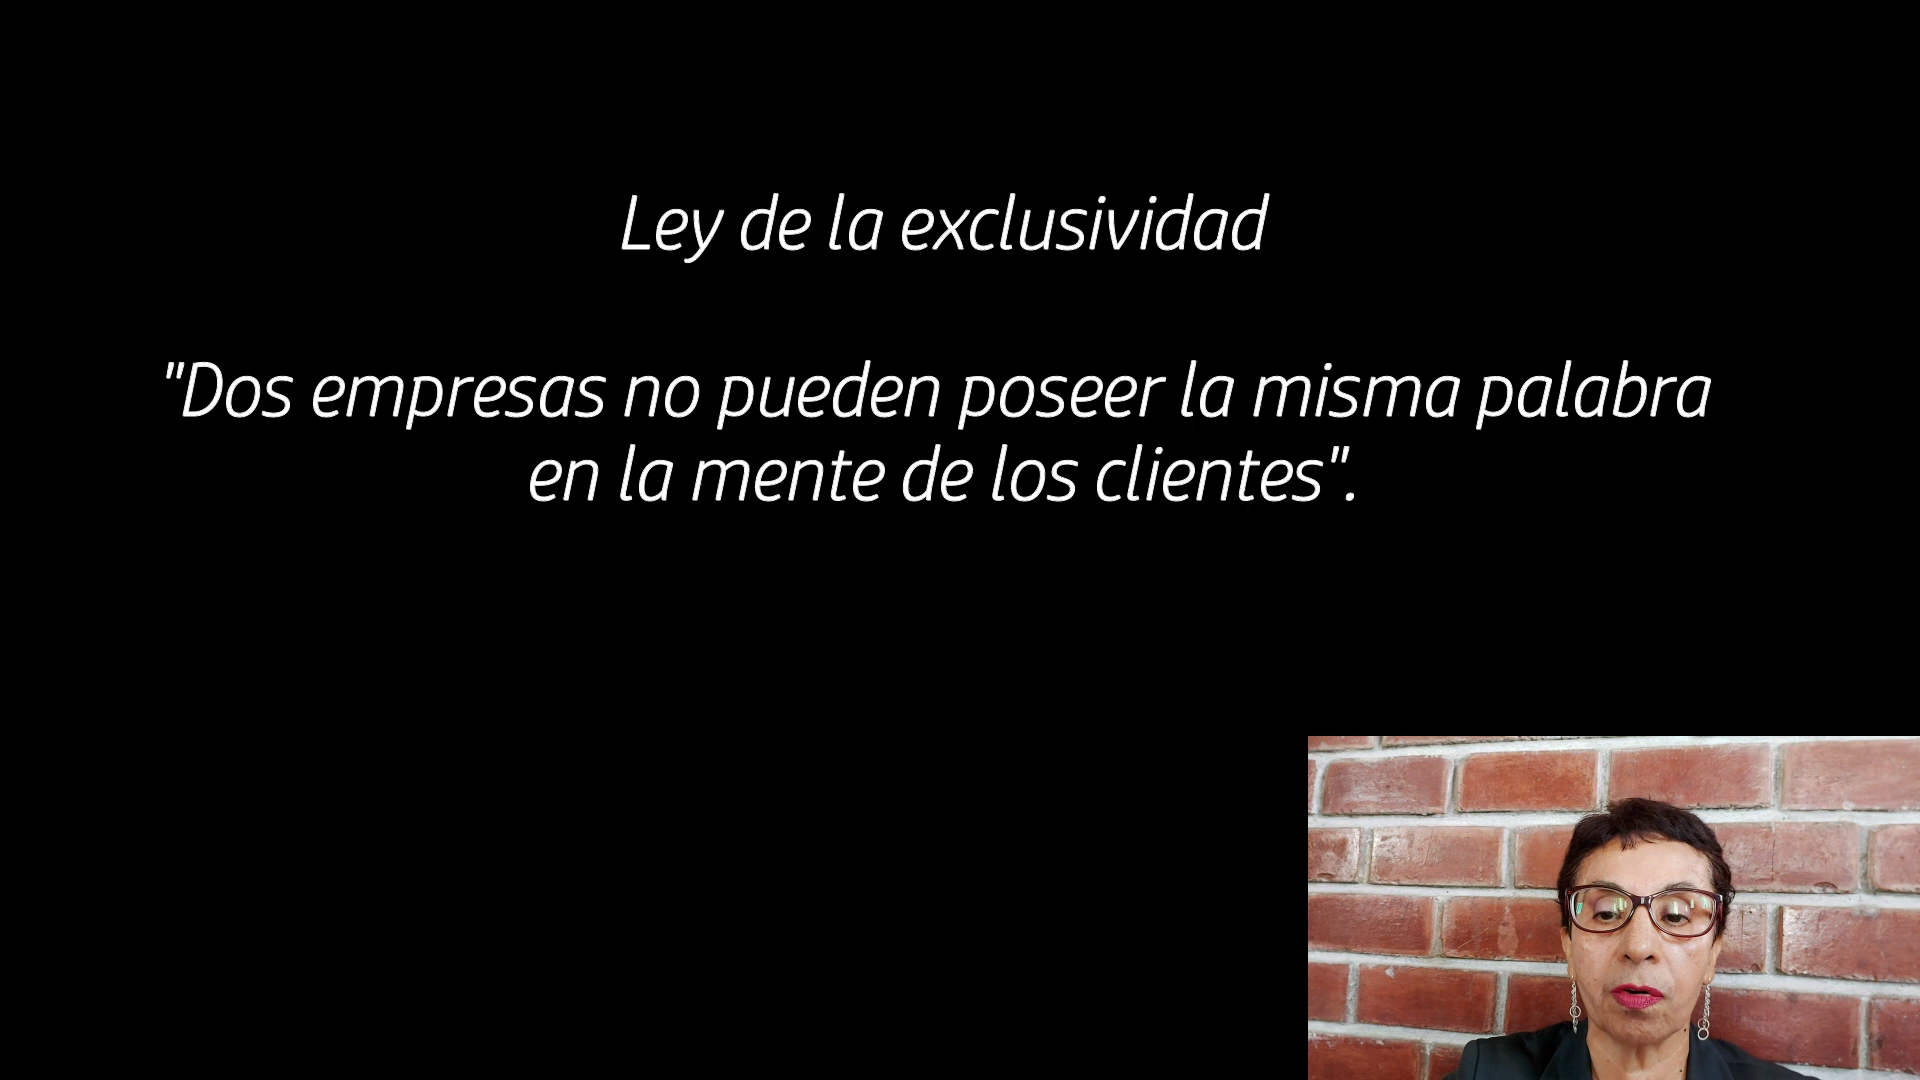 Ley de la exclusividad
"Dos empresas no pueden poseer la misma palabra
en la mente de los clientes".